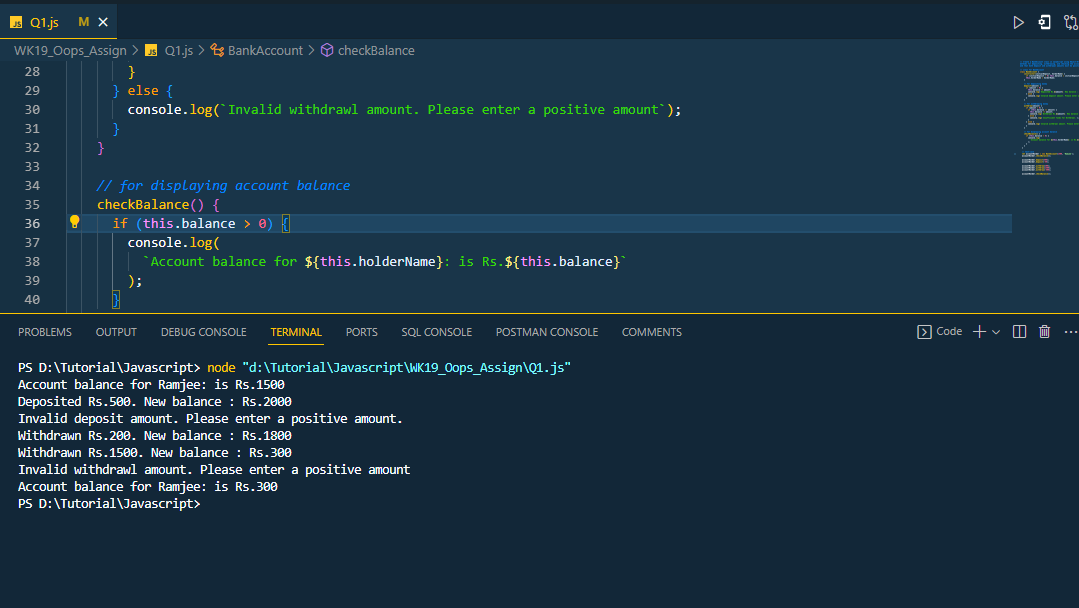 JS Q1.js M
WK19_Oops_Assign > JS Q1.js > BankAccount > checkBalance
28 }
29 } else {
30 console.log(`Invalid withdrawl amount. Please enter a positive amount`);
31 }
32 }
33
34 // for displaying account balance
35 checkBalance() {
36 if (this.balance > 0) {
37 console.log(
38 `Account balance for ${this.holderName}: is Rs.${this.balance}`
39 );
40 }
PROBLEMS OUTPUT DEBUG CONSOLE TERMINAL PORTS SQL CONSOLE POSTMAN CONSOLE COMMENTS Code
PS D:\Tutorial\Javascript> node "d:\Tutorial\Javascript\WK19_Oops_Assign\Q1.js"
Account balance for Ramjee: is Rs.1500
Deposited Rs.500. New balance : Rs.2000
Invalid deposit amount. Please enter a positive amount.
Withdrawn Rs.200. New balance : Rs.1800
Withdrawn Rs.1500. New balance : Rs.300
Invalid withdrawl amount. Please enter a positive amount
Account balance for Ramjee: is Rs.300
PS D:\Tutorial\Javascript>